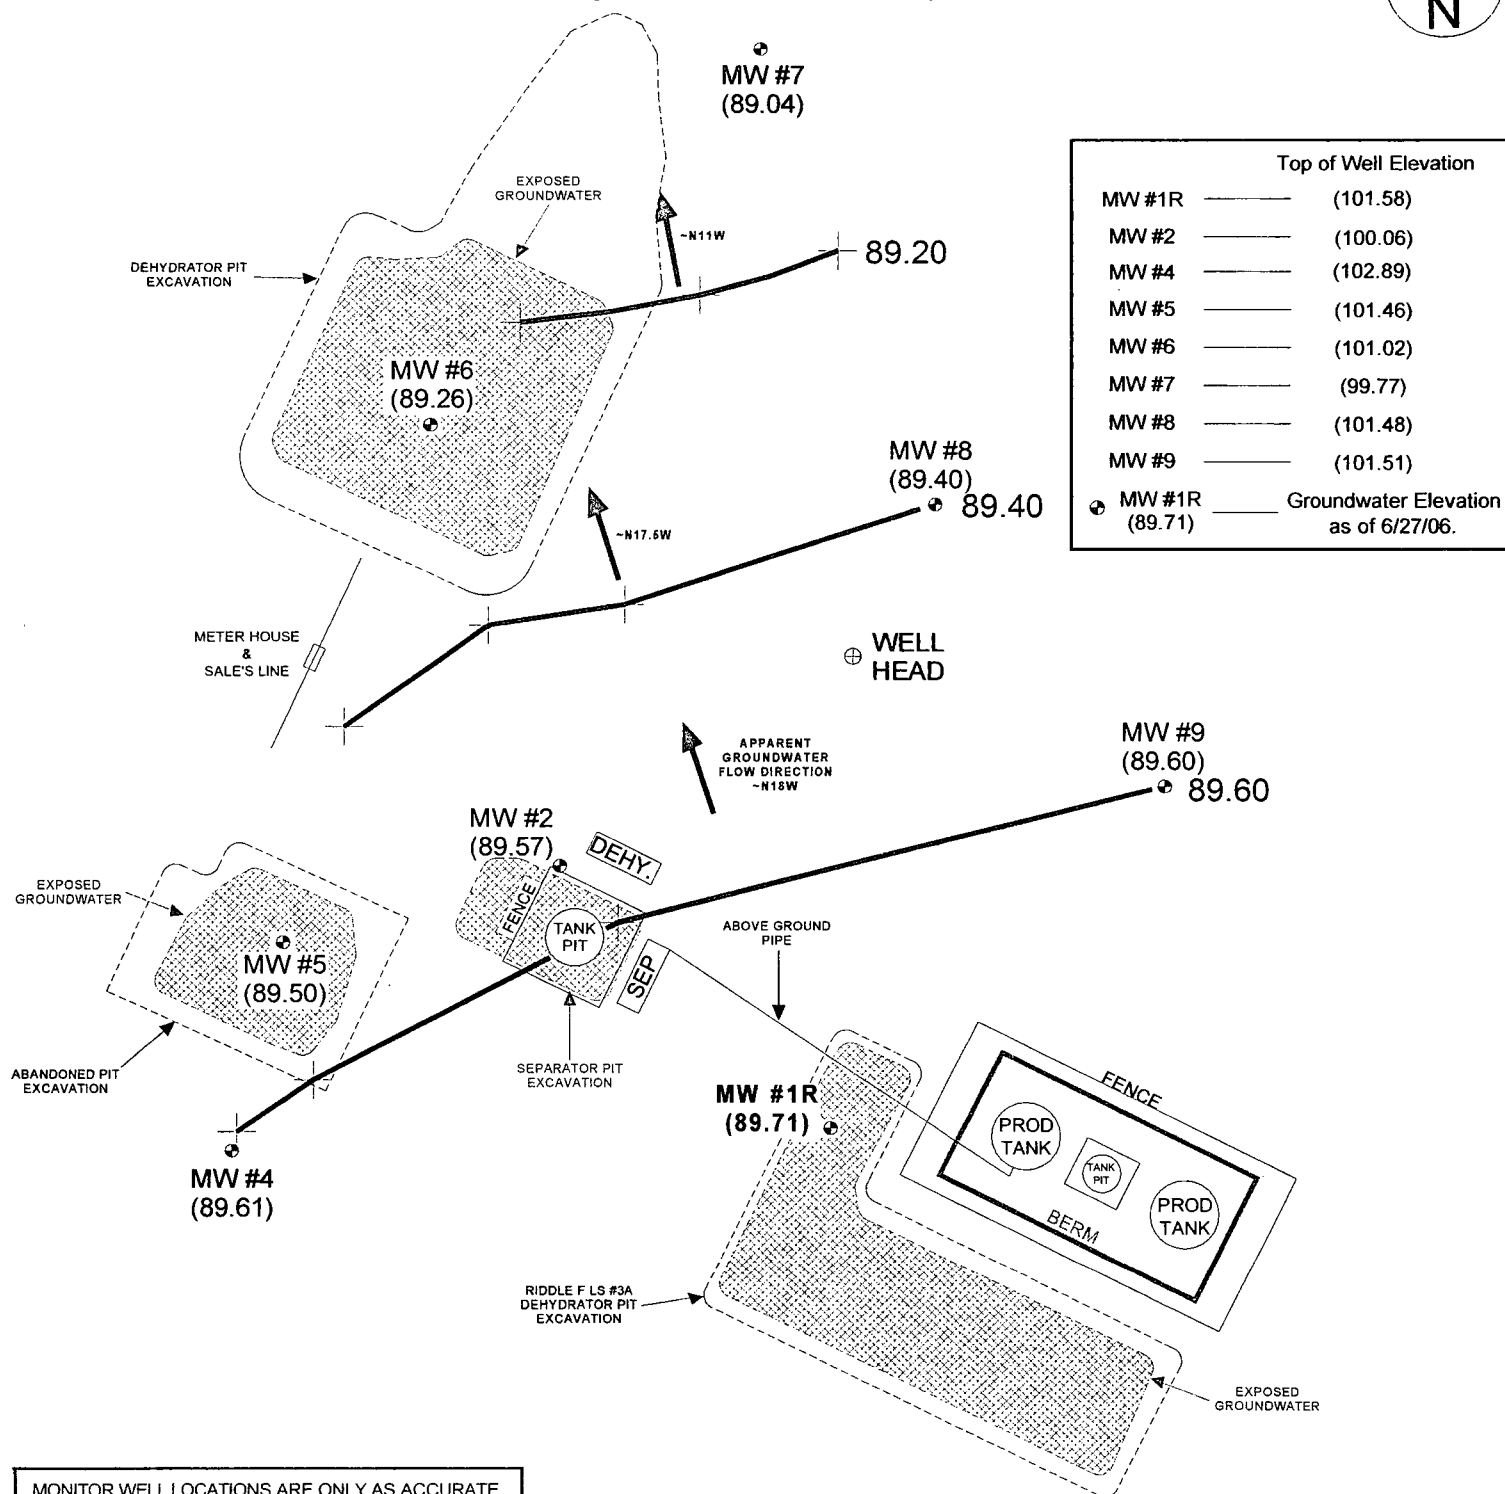 N
MW #7
(89.04)
EXPOSED
GROUNDWATER
~N11W
89.20
DEHYDRATOR PIT
EXCAVATION
Top of Well Elevation
MW #1R (101.58)
MW #2 (100.06)
MW #4 (102.89)
MW #5 (101.46)
MW #6 (101.02)
MW #7 (99.77)
MW #8 (101.48)
MW #9 (101.51)
MW #1R
(89.71)
Groundwater Elevation
as of 6/27/06.
MW #6
(89.26)
MW #8
(89.40)
89.40
~N17.5W
METER HOUSE
&
SALE'S LINE
WELL
HEAD
APPARENT
GROUNDWATER
FLOW DIRECTION
~N18W
MW #9
(89.60)
89.60
MW #2
(89.57)
DEHY.
FENCE
TANK
PIT
SEP
EXPOSED
GROUNDWATER
MW #5
(89.50)
ABOVE GROUND
PIPE
ABANDONED PIT
EXCAVATION
SEPARATOR PIT
EXCAVATION
MW #4
(89.61)
MW #1R
(89.71)
FENCE
PROD
TANK
TANK
PIT
PROD
TANK
BERM
RIDDLE F LS #3A
DEHYDRATOR PIT
EXCAVATION
EXPOSED
GROUNDWATER
MONITOR WELL LOCATIONS ARE ONLY AS ACCURATE